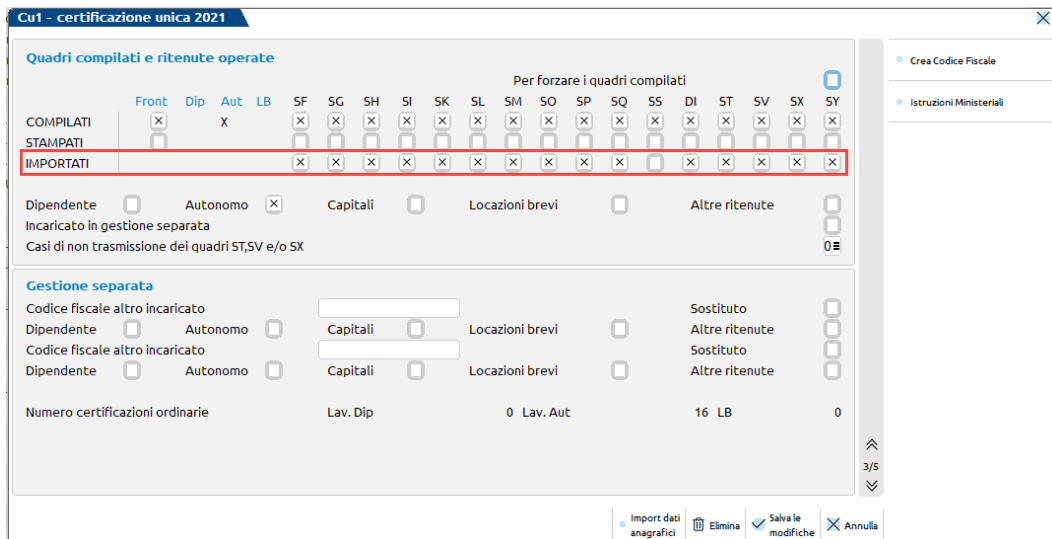 Cu1 - certificazione unica 2021
Quadri compilati e ritenute operate
Per forzare i quadri compilati
Front Dip Aut LB SF SG SH SI SK SL SM SO SP SQ SS DI ST SV SX SY
COMPILATI X
STAMPATI
IMPORTATI
Dipendente Autonomo Capitali Locazioni brevi Altre ritenute
Incaricato in gestione separata
Casi di non trasmissione dei quadri ST,SV e/o SX 0
Gestione separata
Codice fiscale altro incaricato Sostituto
Dipendente Autonomo Capitali Locazioni brevi Altre ritenute
Codice fiscale altro incaricato Sostituto
Dipendente Autonomo Capitali Locazioni brevi Altre ritenute
Numero certificazioni ordinarie Lav. Dip 0 Lav. Aut 16 LB 0
3/5
Crea Codice Fiscale
Istruzioni Ministeriali
Import dati anagrafici
Elimina
Salva le modifiche
Annulla